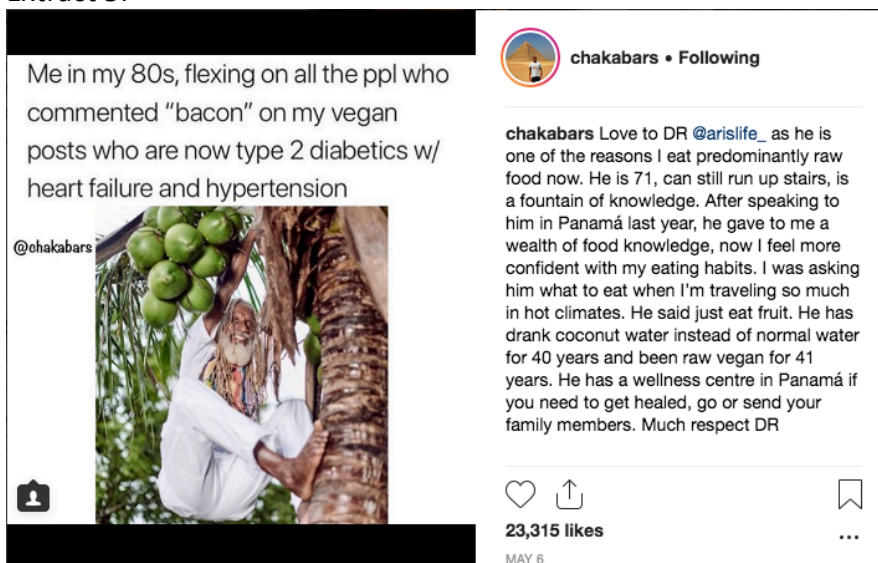 Me in my 80s, flexing on all the ppl who
commented “bacon” on my vegan
posts who are now type 2 diabetics w/
heart failure and hypertension
@chakabars
chakabars • Following
chakabars Love to DR @arislife_ as he is
one of the reasons I eat predominantly raw
food now. He is 71, can still run up stairs, is
a fountain of knowledge. After speaking to
him in Panamá last year, he gave to me a
wealth of food knowledge, now I feel more
confident with my eating habits. I was asking
him what to eat when I'm traveling so much
in hot climates. He said just eat fruit. He has
drank coconut water instead of normal water
for 40 years and been raw vegan for 41
years. He has a wellness centre in Panamá if
you need to get healed, go or send your
family members. Much respect DR
23,315 likes
MAY 6